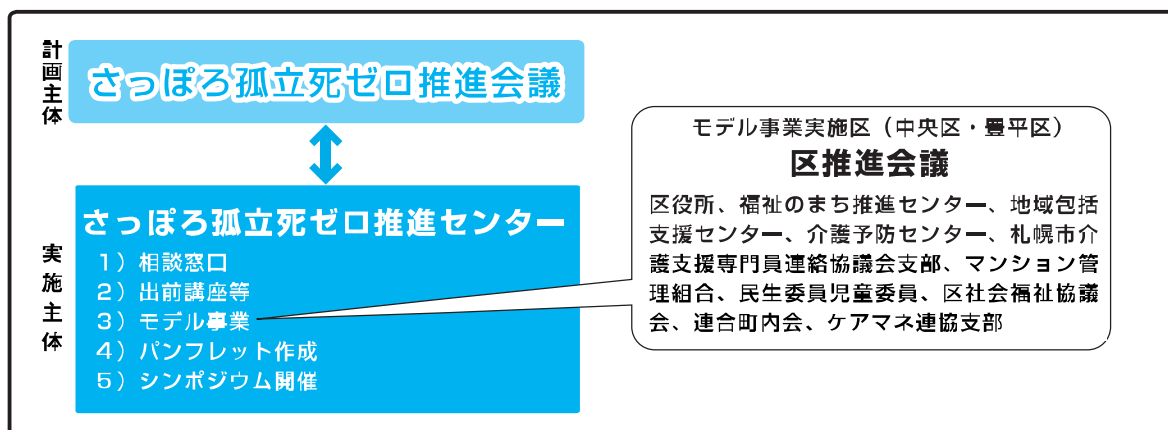 計画主体
さっぽろ孤立死ゼロ推進会議
実施主体
さっぽろ孤立死ゼロ推進センター
1）相談窓口
2）出前講座等
3）モデル事業
4）パンフレット作成
5）シンポジウム開催
モデル事業実施区（中央区・豊平区）
区推進会議
区役所、福祉のまち推進センター、地域包括
支援センター、介護予防センター、札幌市介
護支援専門員連絡協議会支部、マンション管
理組合、民生委員児童委員、区社会福祉協議
会、連合町内会、ケアマネ連協支部